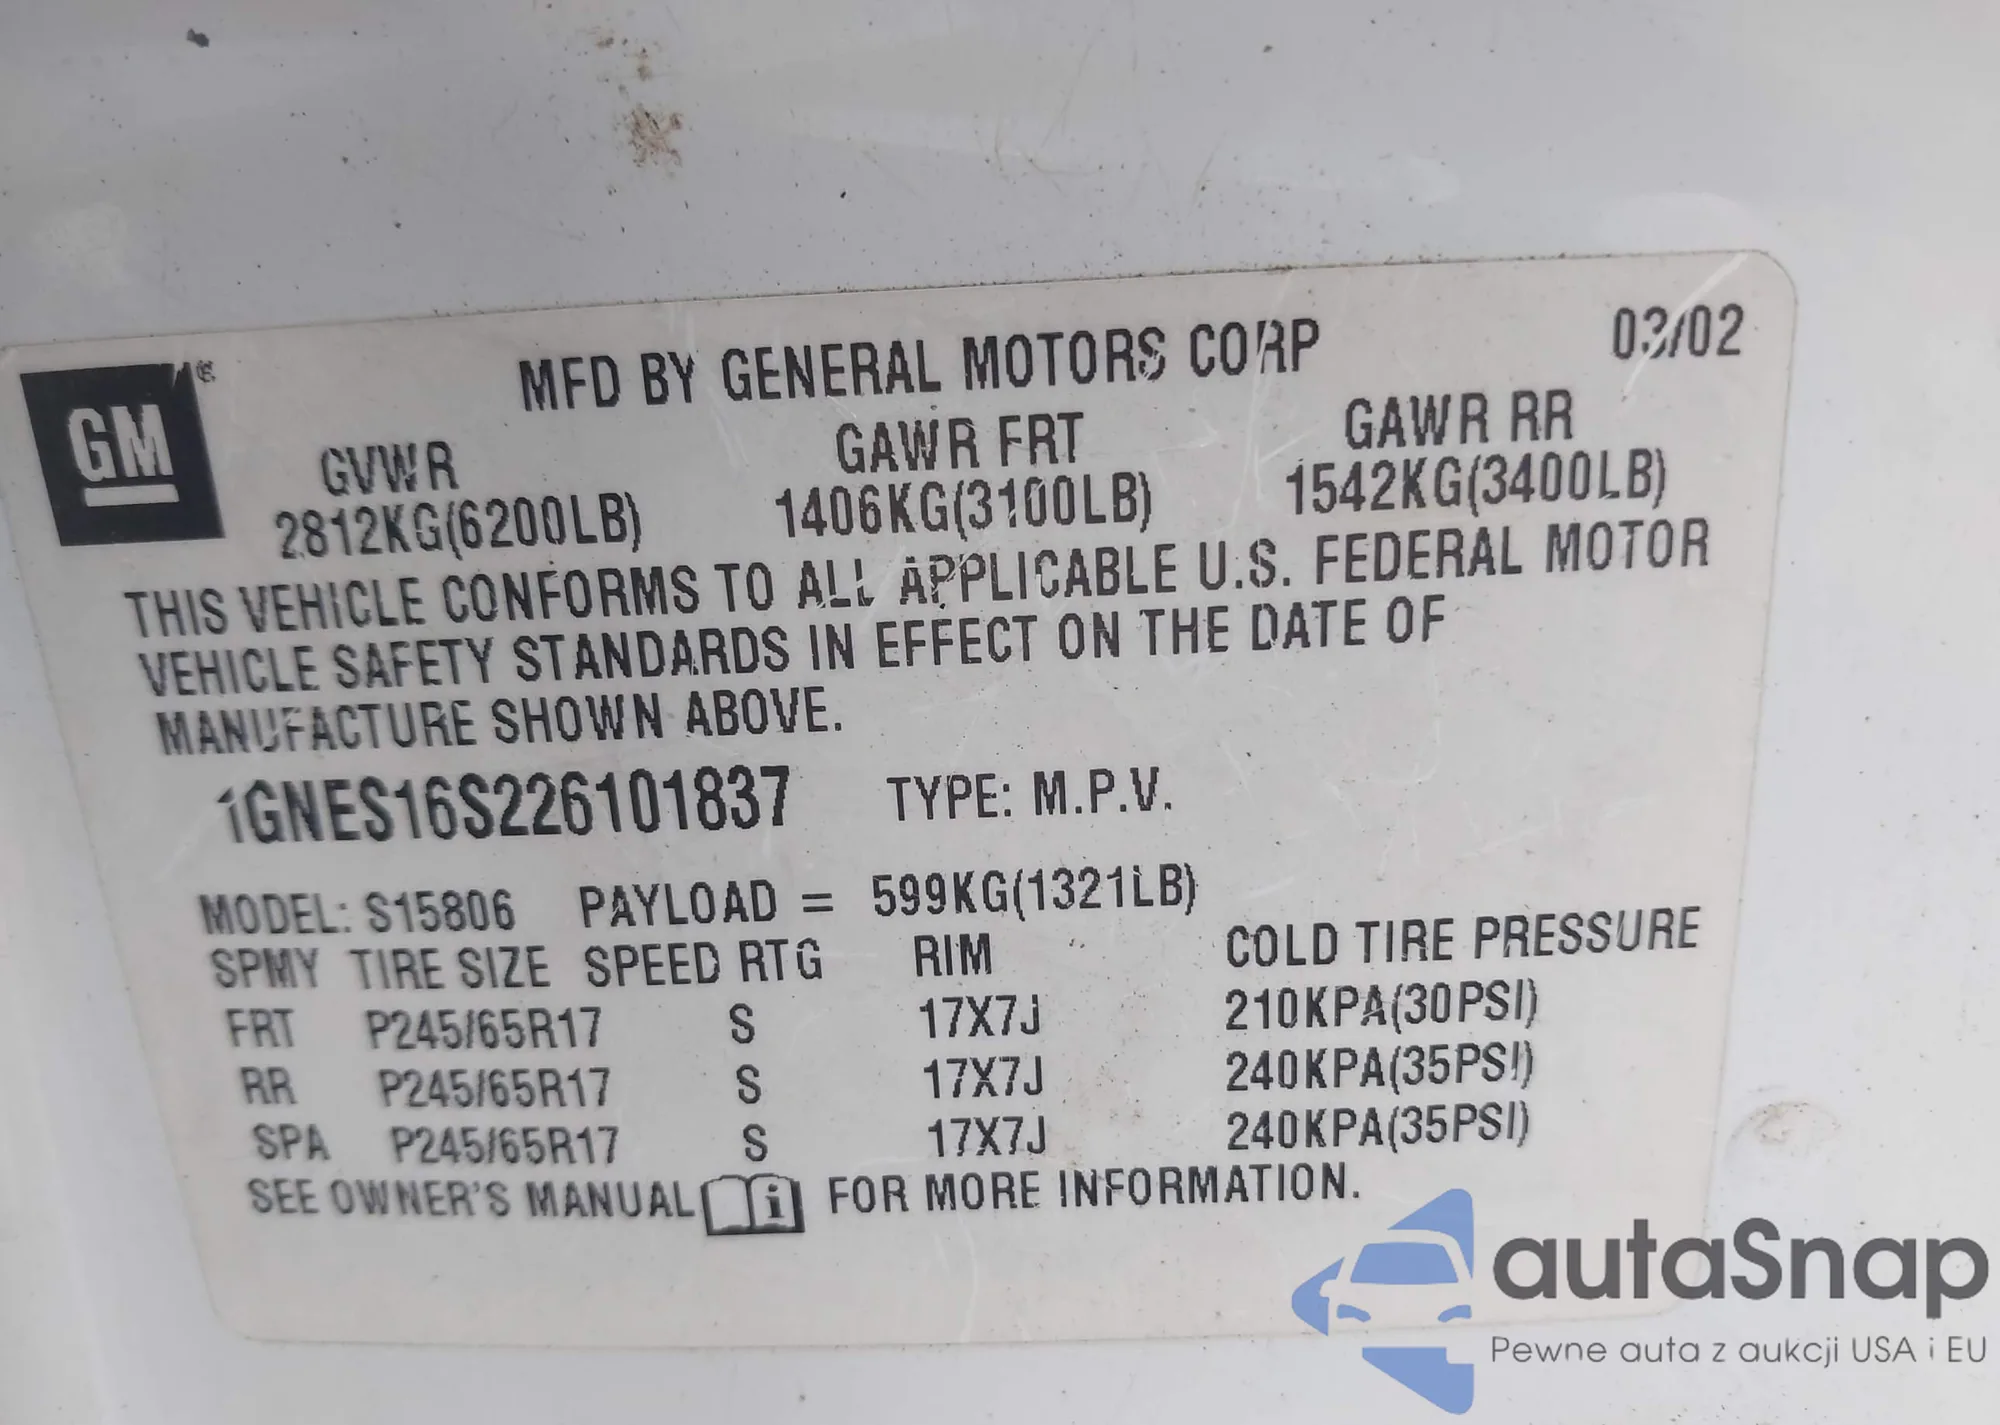 GM ®
MFD BY GENERAL MOTORS CORP 03/02
GVWR GAWR FRT GAWR RR
2812KG(6200LB) 1406KG(3100LB) 1542KG(3400LB)
THIS VEHICLE CONFORMS TO ALL APPLICABLE U.S. FEDERAL MOTOR
VEHICLE SAFETY STANDARDS IN EFFECT ON THE DATE OF
MANUFACTURE SHOWN ABOVE.
1GNES16S226101837 TYPE: M.P.V.
MODEL: S15806 PAYLOAD = 599KG(1321LB)
SPMY TIRE SIZE SPEED RTG RIM COLD TIRE PRESSURE
FRT P245/65R17 S 17X7J 210KPA(30PSI)
RR P245/65R17 S 17X7J 240KPA(35PSI)
SPA P245/65R17 S 17X7J 240KPA(35PSI)
SEE OWNER'S MANUAL i FOR MORE INFORMATION.
autaSnap
Pewne auta z aukcji USA i EU